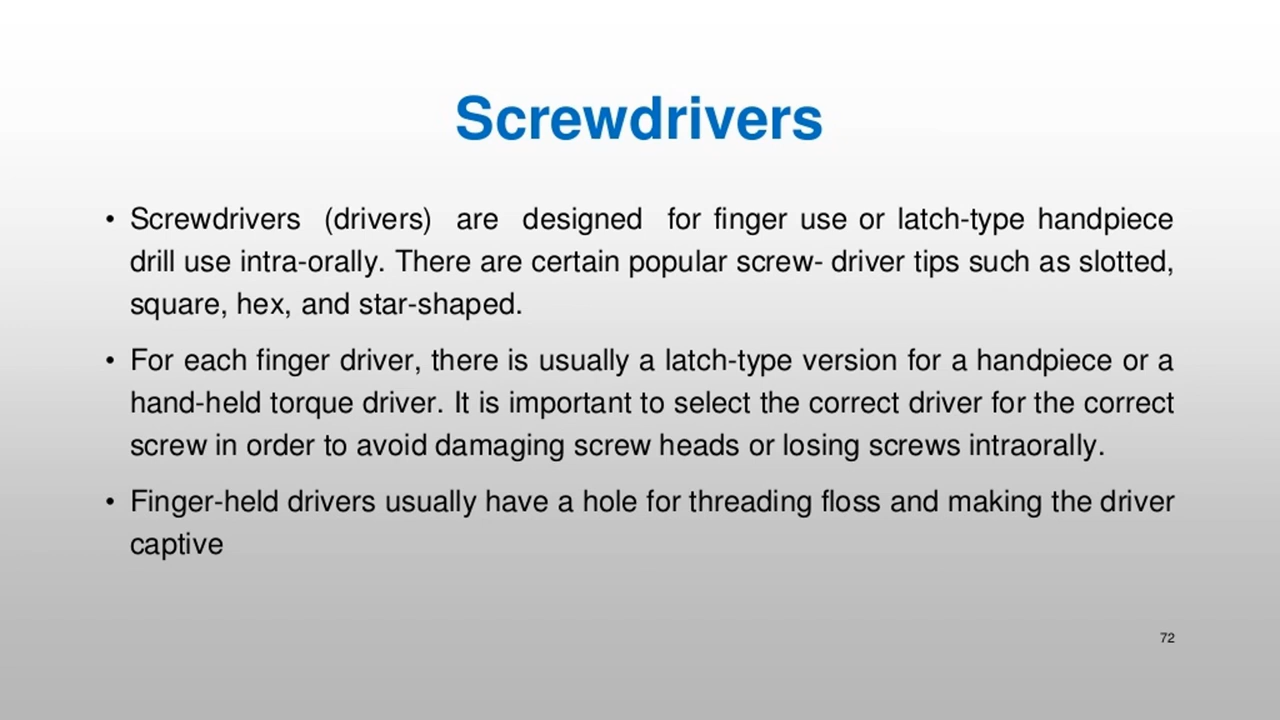 Screwdrivers
• Screwdrivers (drivers) are designed for finger use or latch-type handpiece
drill use intra-orally. There are certain popular screw- driver tips such as slotted,
square, hex, and star-shaped.
• For each finger driver, there is usually a latch-type version for a handpiece or a
hand-held torque driver. It is important to select the correct driver for the correct
screw in order to avoid damaging screw heads or losing screws intraorally.
• Finger-held drivers usually have a hole for threading floss and making the driver
captive
72